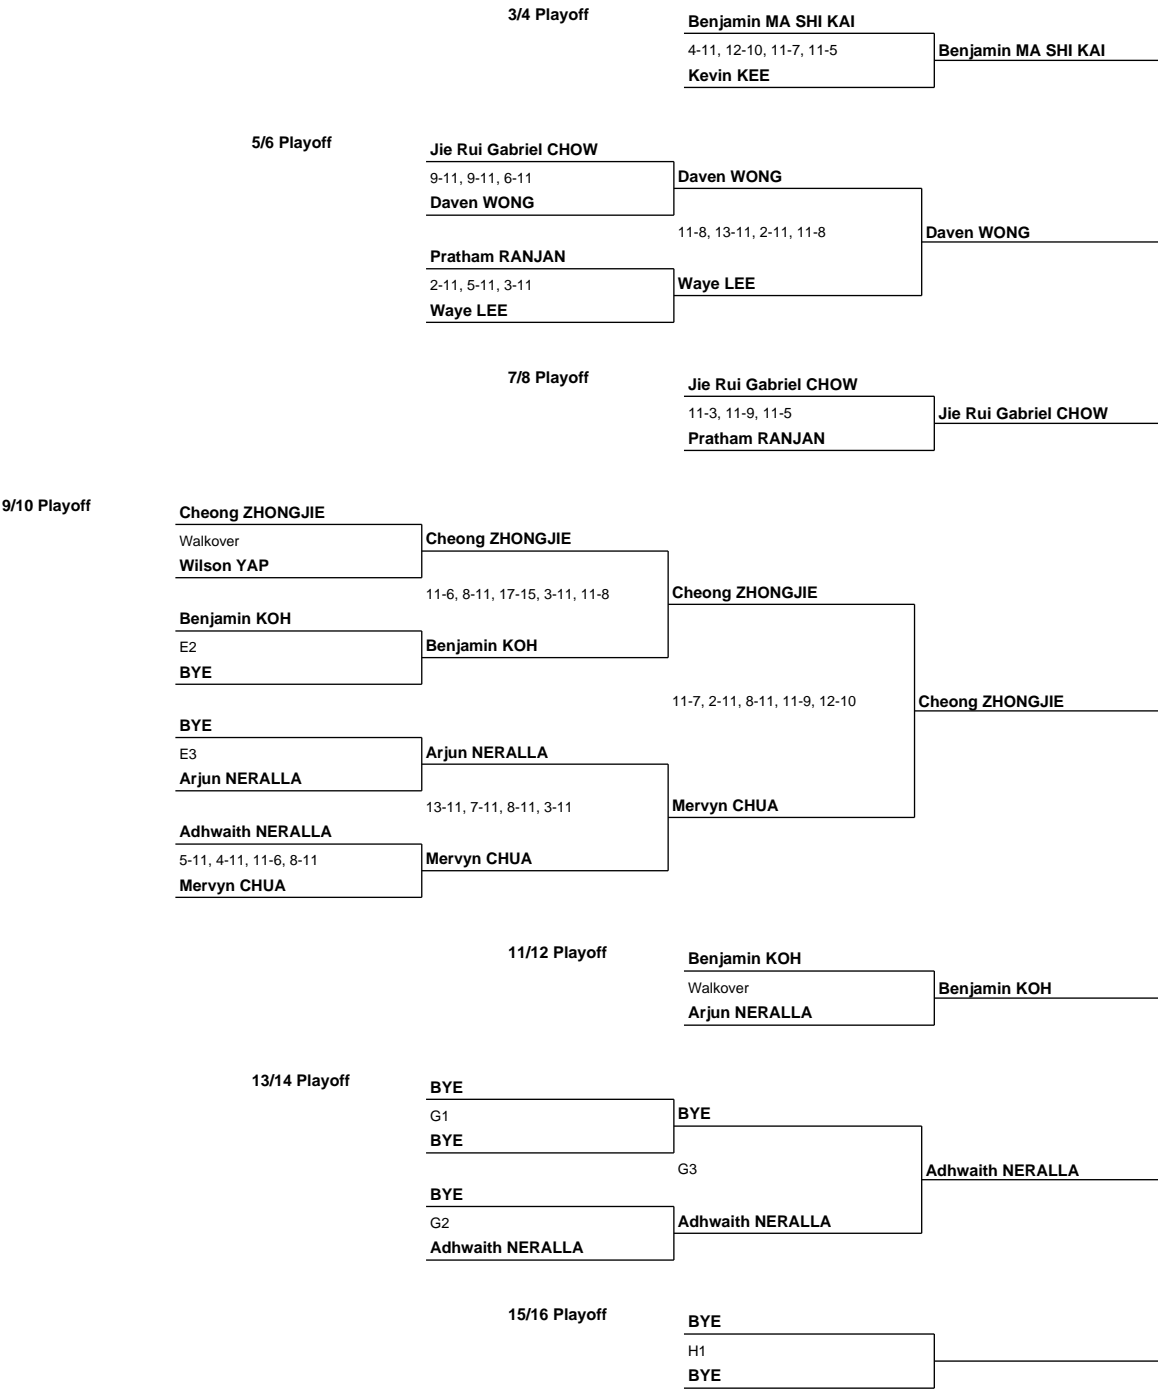 3/4 Playoff
Benjamin MA SHI KAI
4-11, 12-10, 11-7, 11-5
Benjamin MA SHI KAI
Kevin KEE
5/6 Playoff
Jie Rui Gabriel CHOW
9-11, 9-11, 6-11
Daven WONG
Daven WONG
11-8, 13-11, 2-11, 11-8
Daven WONG
Pratham RANJAN
2-11, 5-11, 3-11
Waye LEE
Waye LEE
7/8 Playoff
Jie Rui Gabriel CHOW
11-3, 11-9, 11-5
Jie Rui Gabriel CHOW
Pratham RANJAN
9/10 Playoff
Cheong ZHONGJIE
Walkover
Cheong ZHONGJIE
Wilson YAP
11-6, 8-11, 17-15, 3-11, 11-8
Cheong ZHONGJIE
Benjamin KOH
E2
Benjamin KOH
BYE
11-7, 2-11, 8-11, 11-9, 12-10
Cheong ZHONGJIE
BYE
E3
Arjun NERALLA
Arjun NERALLA
13-11, 7-11, 8-11, 3-11
Mervyn CHUA
Adhwaith NERALLA
5-11, 4-11, 11-6, 8-11
Mervyn CHUA
Mervyn CHUA
11/12 Playoff
Benjamin KOH
Walkover
Benjamin KOH
Arjun NERALLA
13/14 Playoff
BYE
G1
BYE
BYE
G3
Adhwaith NERALLA
BYE
G2
Adhwaith NERALLA
Adhwaith NERALLA
15/16 Playoff
BYE
H1
BYE